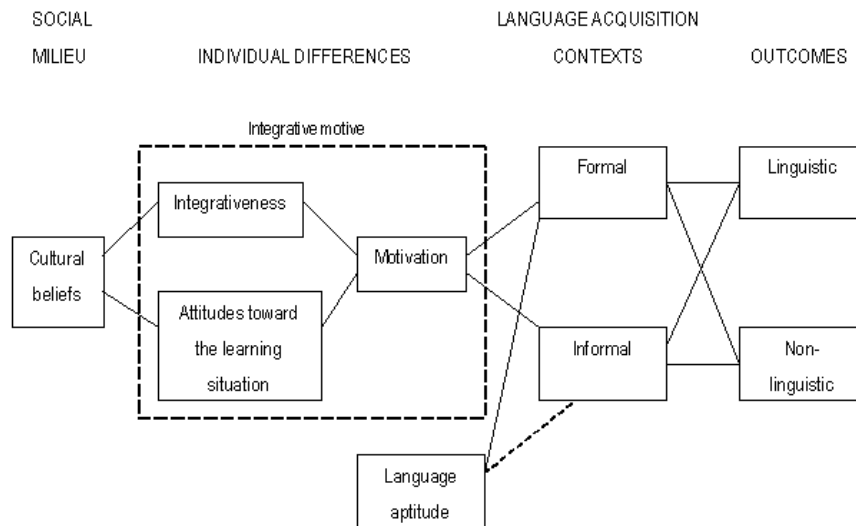 SOCIAL
MILIEU
INDIVIDUAL DIFFERENCES
LANGUAGE ACQUISITION
CONTEXTS
OUTCOMES
Integrative motive
Integrativeness
Cultural
beliefs
Attitudes toward
the learning
situation
Motivation
Formal
Informal
Linguistic
Non-
linguistic
Language
aptitude